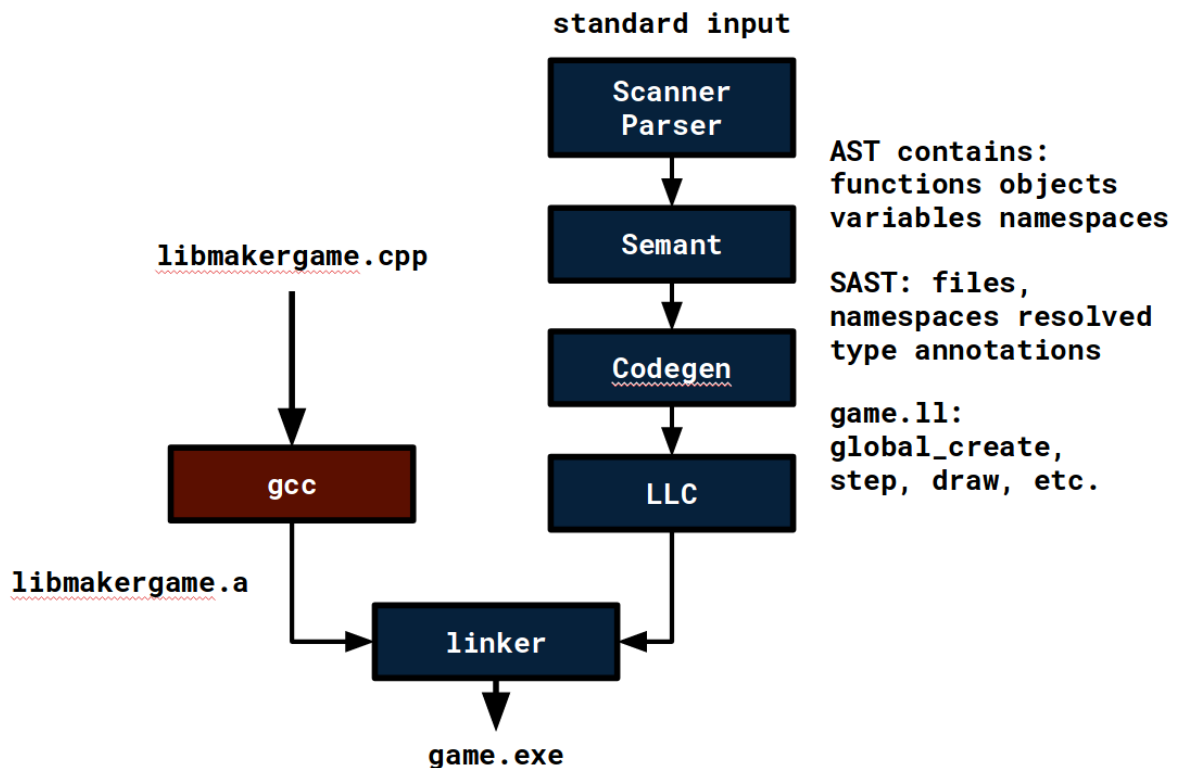 standard input
Scanner
Parser
AST contains:
functions objects
variables namespaces
Semant
libmakergame.cpp
SAST: files,
namespaces resolved
type annotations
Codegen
game.ll:
global_create,
step, draw, etc.
gcc
LLC
libmakergame.a
linker
game.exe